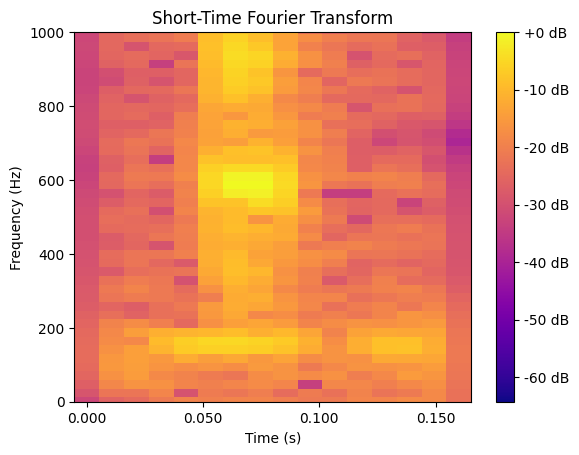 Short-Time Fourier Transform
1000
800
600
400
200
0
Frequency (Hz)
0.000
0.050
0.100
0.150
Time (s)
+0 dB
-10 dB
-20 dB
-30 dB
-40 dB
-50 dB
-60 dB